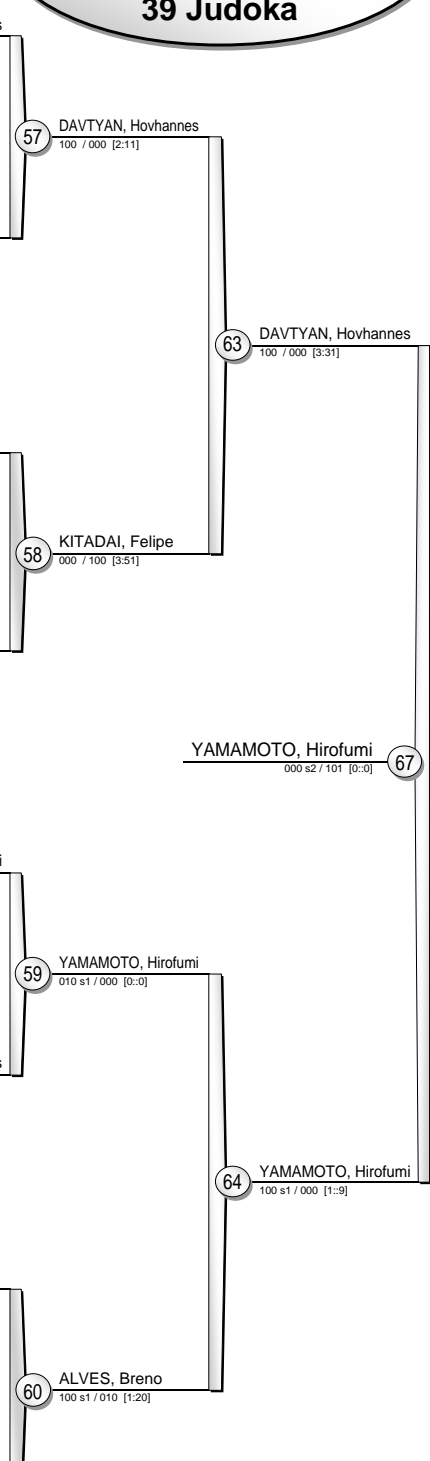 39 Judoka
s
57
DAVTYAN, Hovhannes
100 / 000 [2:11]
63
DAVTYAN, Hovhannes
100 / 000 [3:31]
58
KITADAI, Felipe
000 / 100 [3:51]
YAMAMOTO, Hirofumi
000 s2 / 101 [0::0]
67
i
59
YAMAMOTO, Hirofumi
010 s1 / 000 [0::0]
s
64
YAMAMOTO, Hirofumi
100 s1 / 000 [1::9]
60
ALVES, Breno
100 s1 / 010 [1:20]